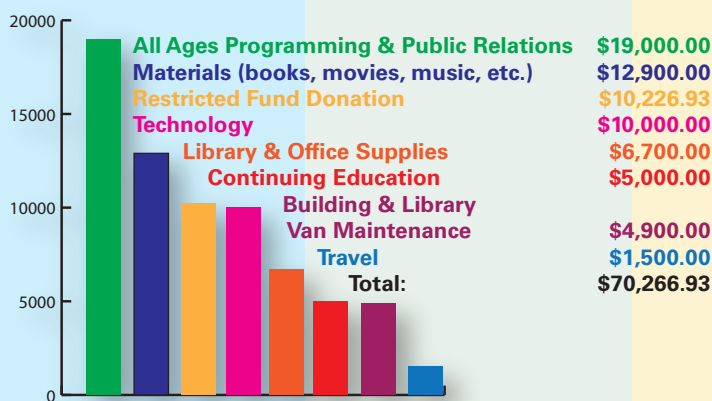 20000
All Ages Programming & Public Relations $19,000.00
Materials (books, movies, music, etc.) $12,900.00
Restricted Fund Donation $10,226.93
15000
Technology $10,000.00
Library & Office Supplies $6,700.00
Continuing Education $5,000.00
10000
Building & Library
Van Maintenance $4,900.00
Travel $1,500.00
Total: $70,266.93
5000
0